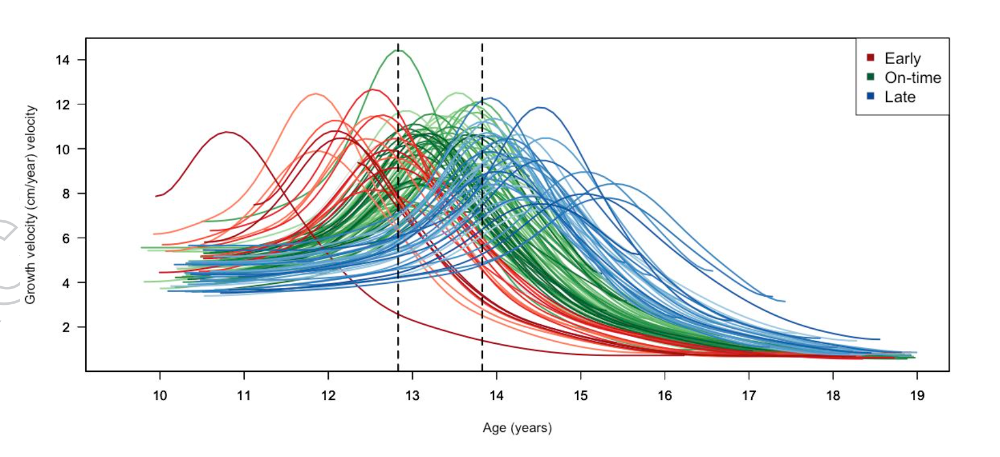 Growth velocity (cm/year) velocity
14
12
10
8
6
4
2
Early
On-time
Late
10 11 12 13 14 15 16 17 18 19
Age (years)